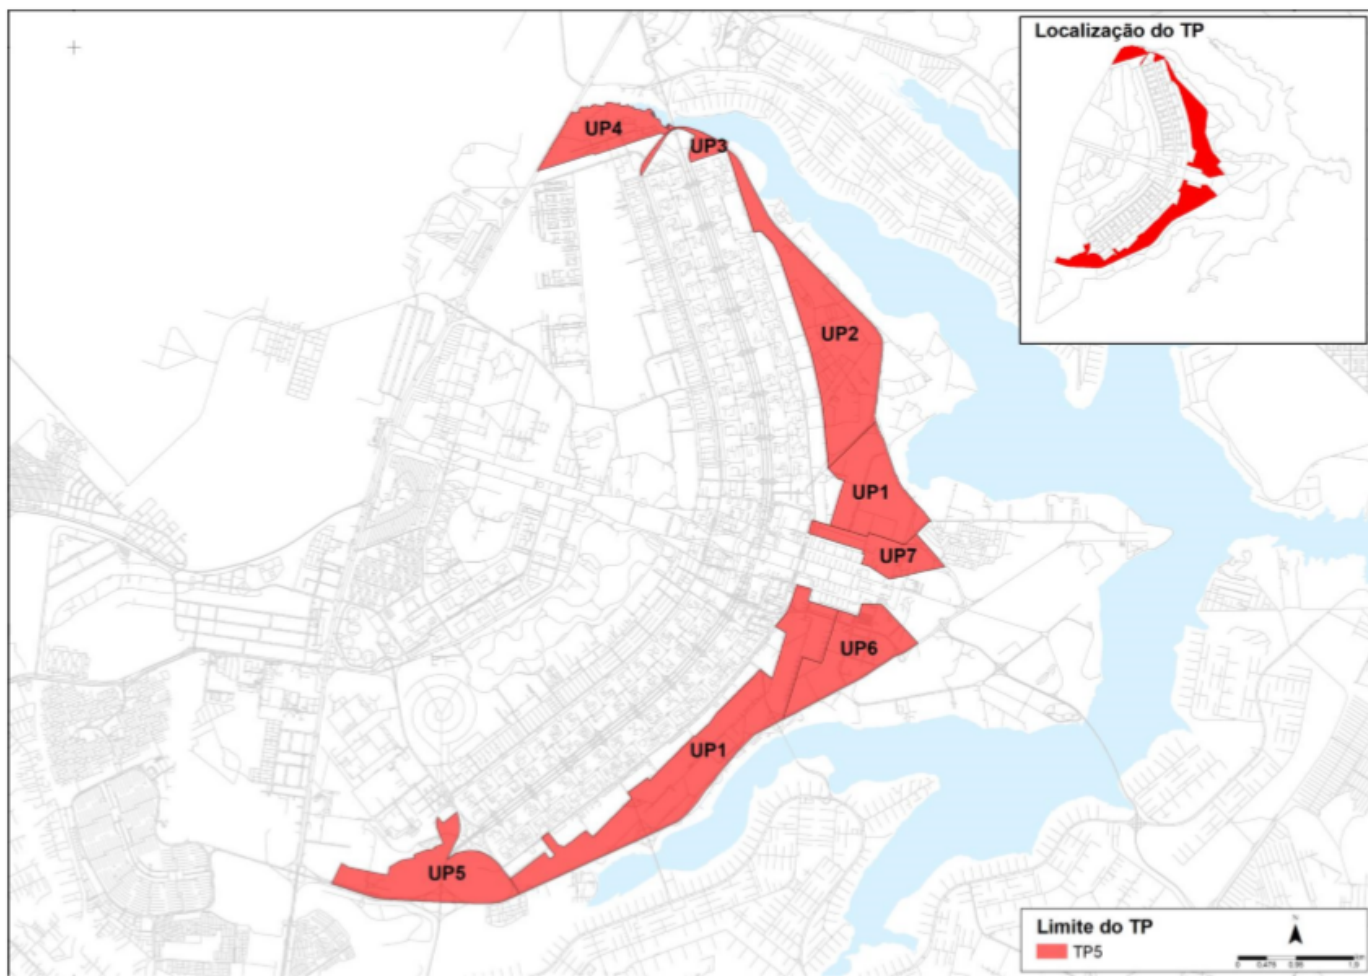 Localização do TP
UP4
UP3
UP2
UP1
UP7
UP6
UP1
UP5
Limite do TP
TP5
N